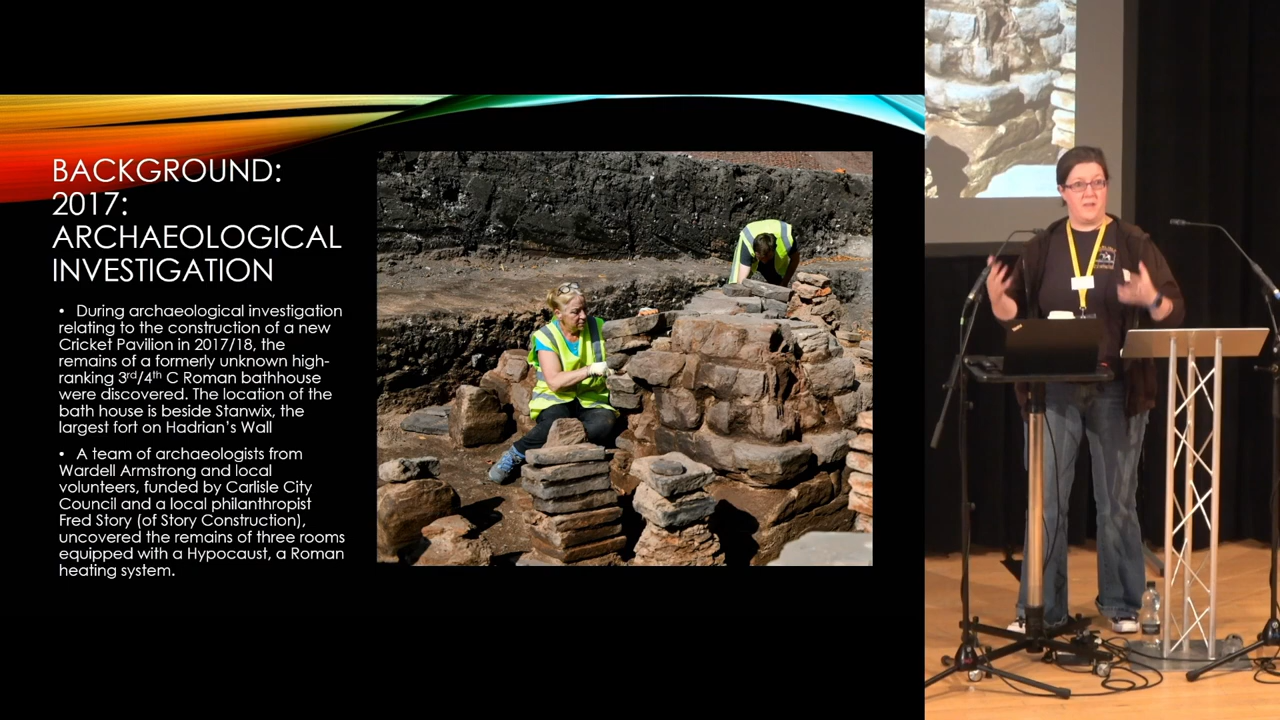 BACKGROUND:
2017:
ARCHAEOLOGICAL
INVESTIGATION
• During archaeological investigation
relating to the construction of a new
Cricket Pavilion in 2017/18, the
remains of a formerly unknown high-
ranking 3rd/4th C Roman bathhouse
were discovered. The location of the
bath house is beside Stanwix, the
largest fort on Hadrian's Wall
• A team of archaeologists from
Wardell Armstrong and local
volunteers, funded by Carlisle City
Council and a local philanthropist
Fred Story (of Story Construction),
uncovered the remains of three rooms
equipped with a Hypocaust, a Roman
heating system.